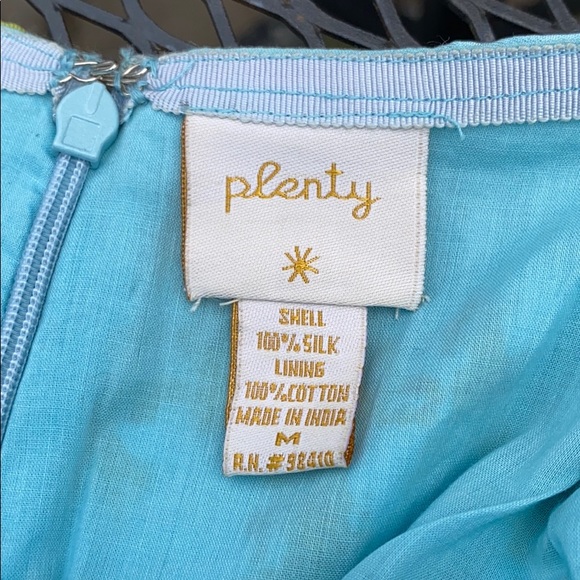 plenty
SHELL
100% SILK
LINING
100% COTTON
MADE IN INDIA
M
R.N. # 98410